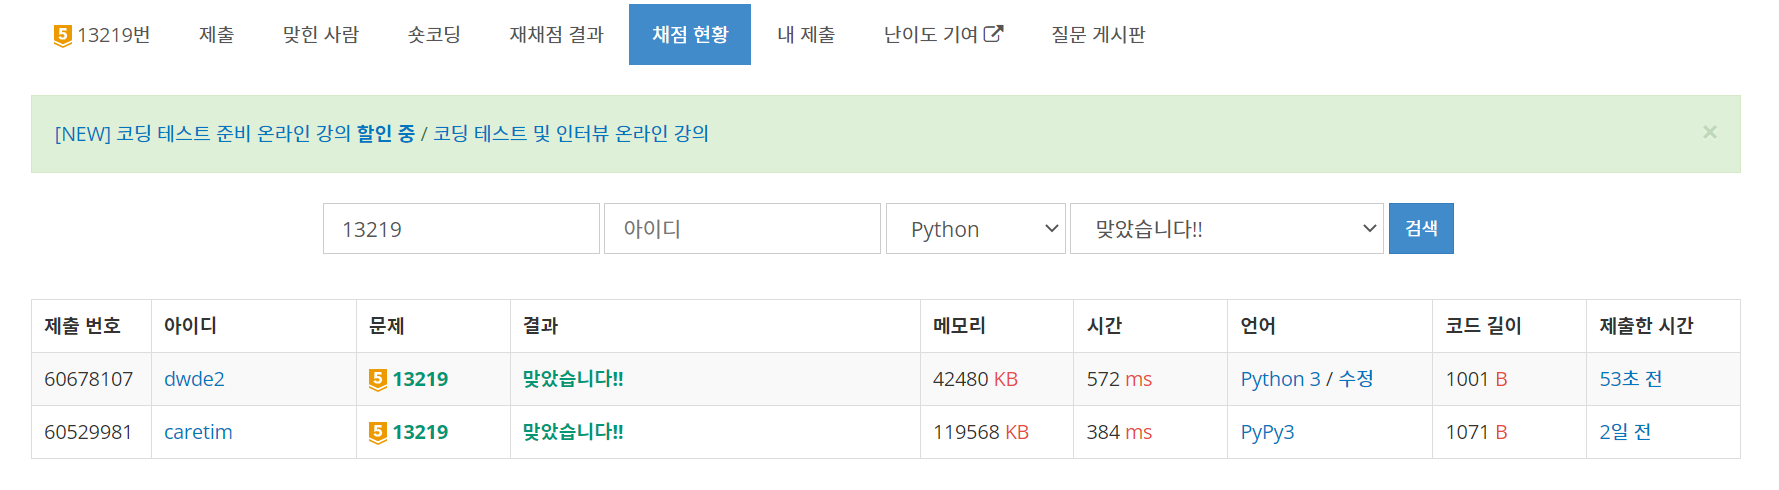 5 13219번 제출 맞힌 사람 숏코딩 재채점 결과 채점 현황 내 제출 난이도 기여 질문 게시판
[NEW] 코딩 테스트 준비 온라인 강의 할인 중 / 코딩 테스트 및 인터뷰 온라인 강의 ×
13219 아이디 Python 맞았습니다!! 검색
제출 번호 아이디 문제 결과 메모리 시간 언어 코드 길이 제출한 시간
60678107 dwde2 5 13219 맞았습니다!! 42480 KB 572 ms Python 3 / 수정 1001 B 53초 전
60529981 caretim 5 13219 맞았습니다!! 119568 KB 384 ms PyPy3 1071 B 2일 전